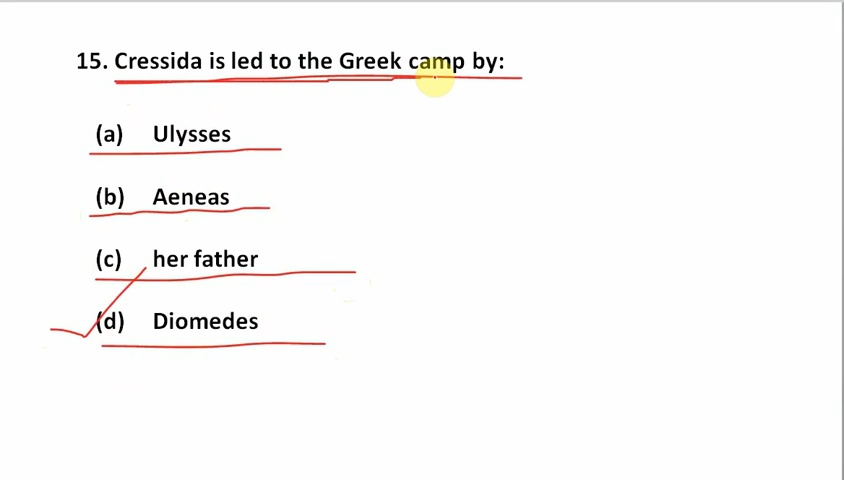 15. Cressida is led to the Greek camp by:
(a) Ulysses
(b) Aeneas
(c) her father
(d) Diomedes